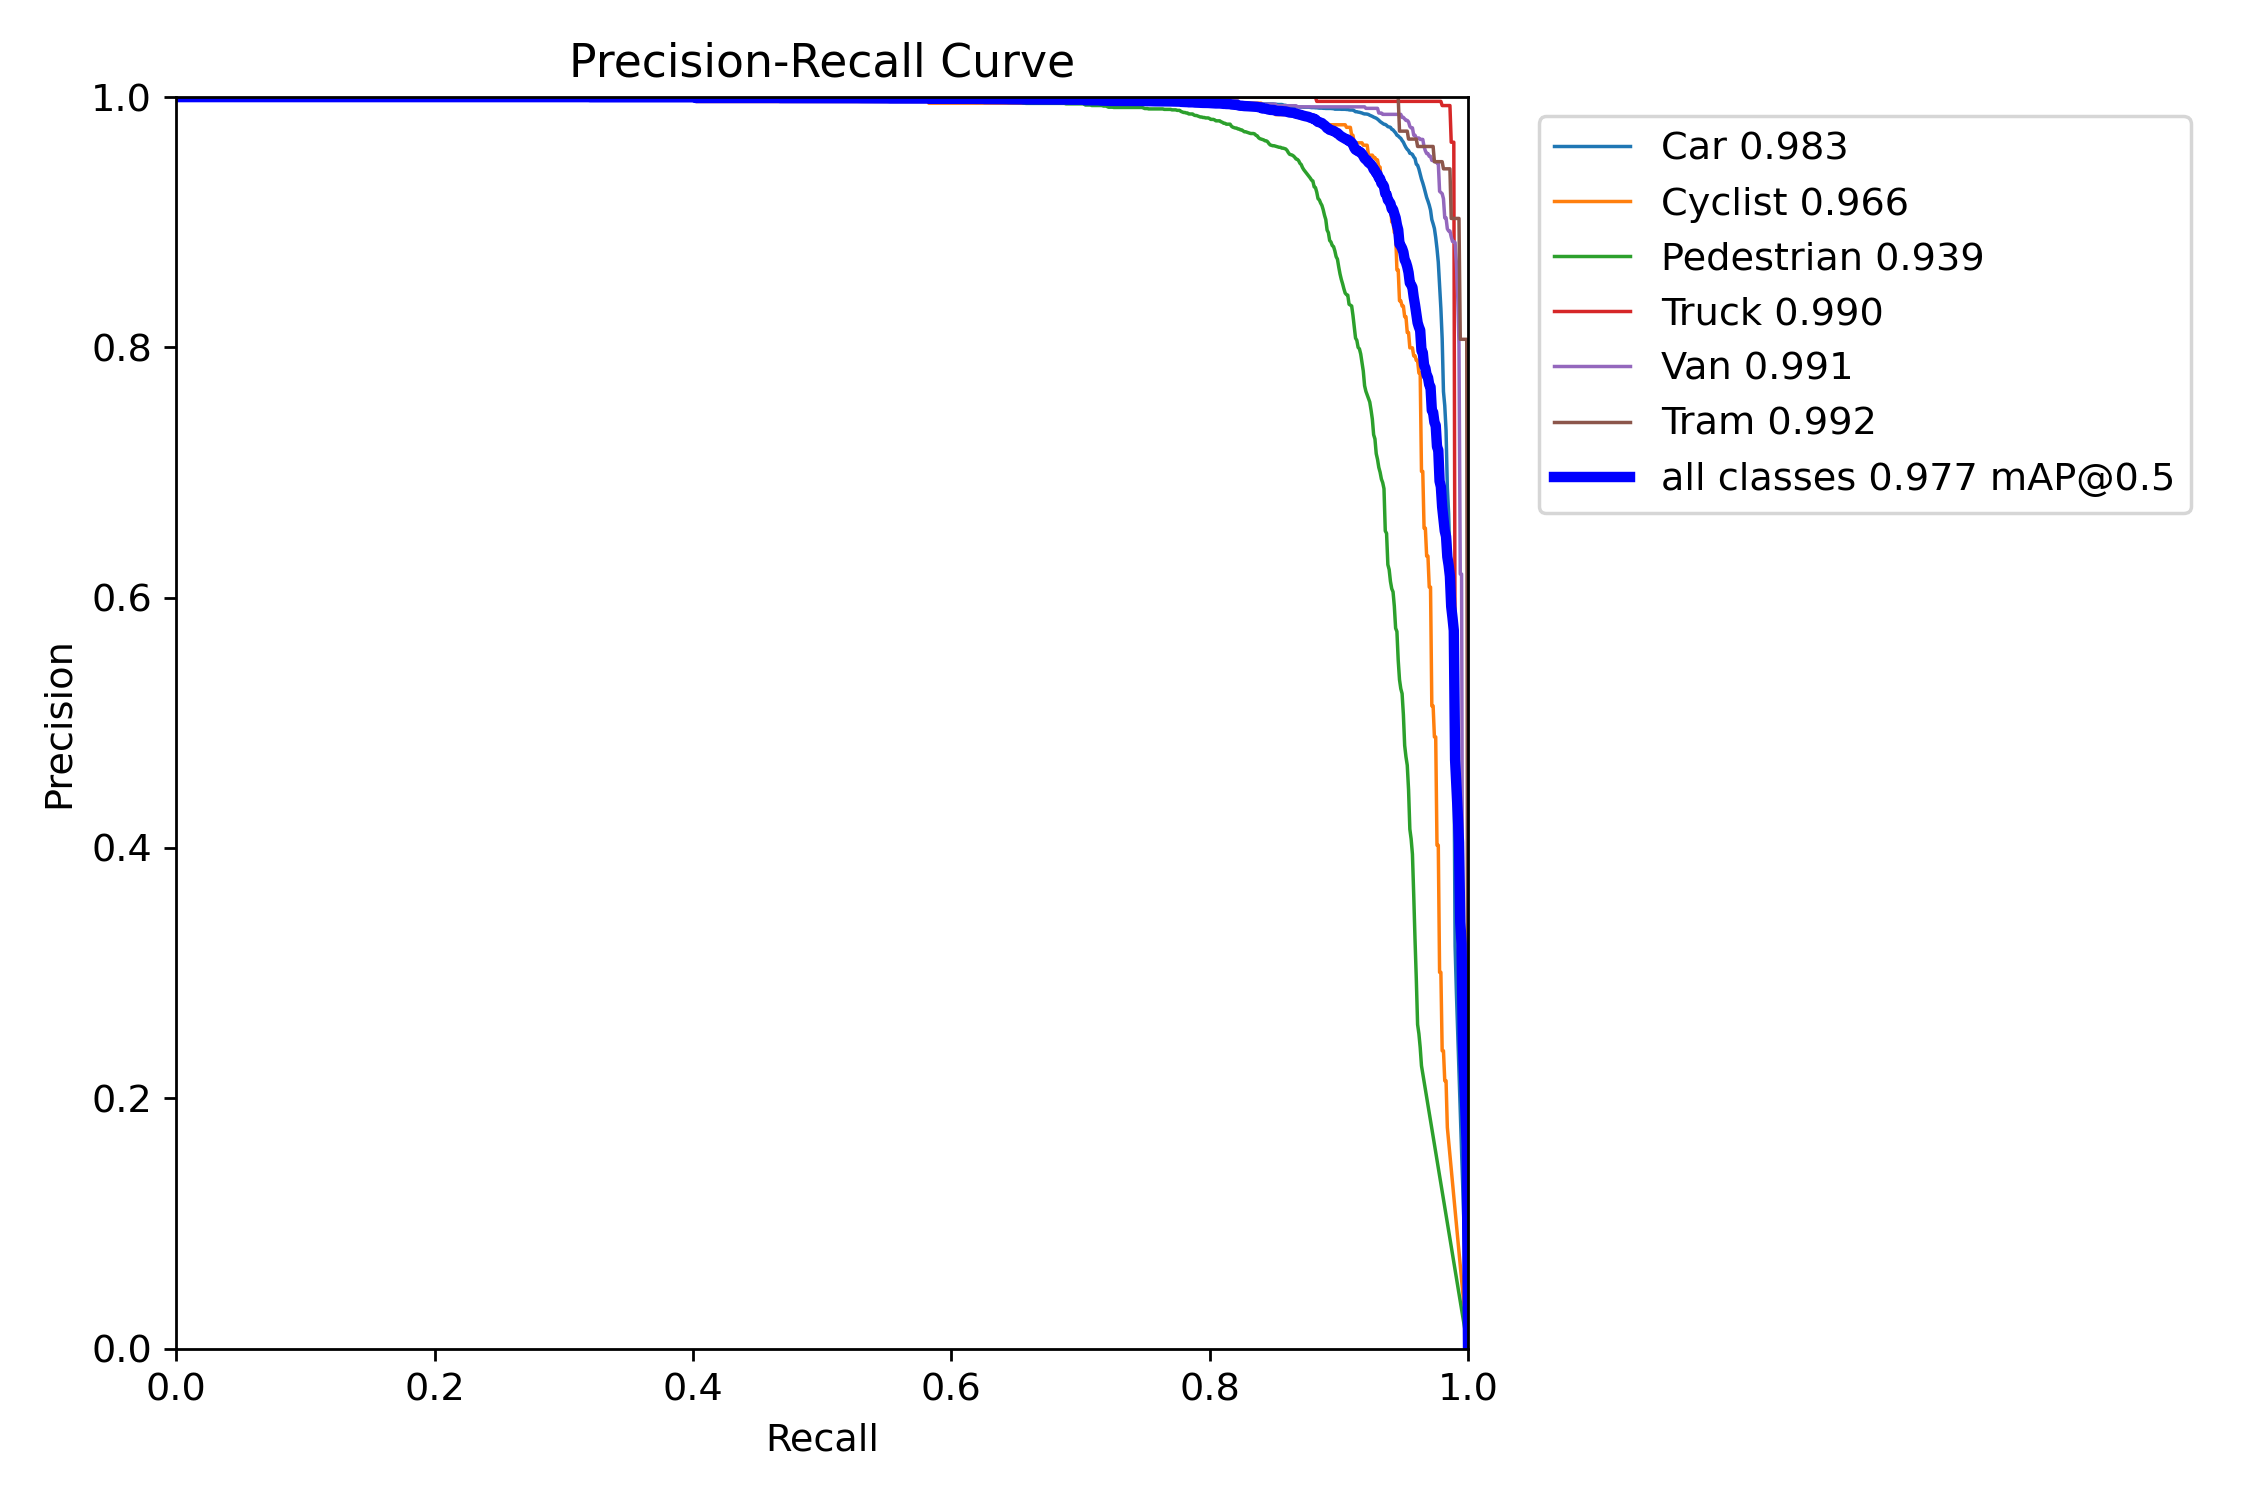 Precision-Recall Curve
1.0
0.8
0.6
0.4
0.2
0.0
Precision
0.0 0.2 0.4 0.6 0.8 1.0
Recall
Car 0.983
Cyclist 0.966
Pedestrian 0.939
Truck 0.990
Van 0.991
Tram 0.992
all classes 0.977 mAP@0.5